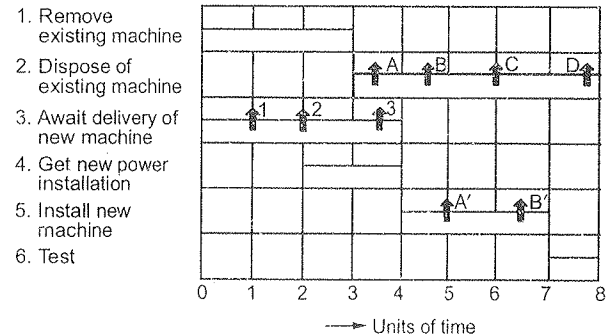 1. Remove
existing machine
2. Dispose of
existing machine
3. Await delivery of
new machine
4. Get new power
installation
5. Install new
machine
6. Test
A B C D
1 2 3
A' B'
0 1 2 3 4 5 6 7 8
Units of time